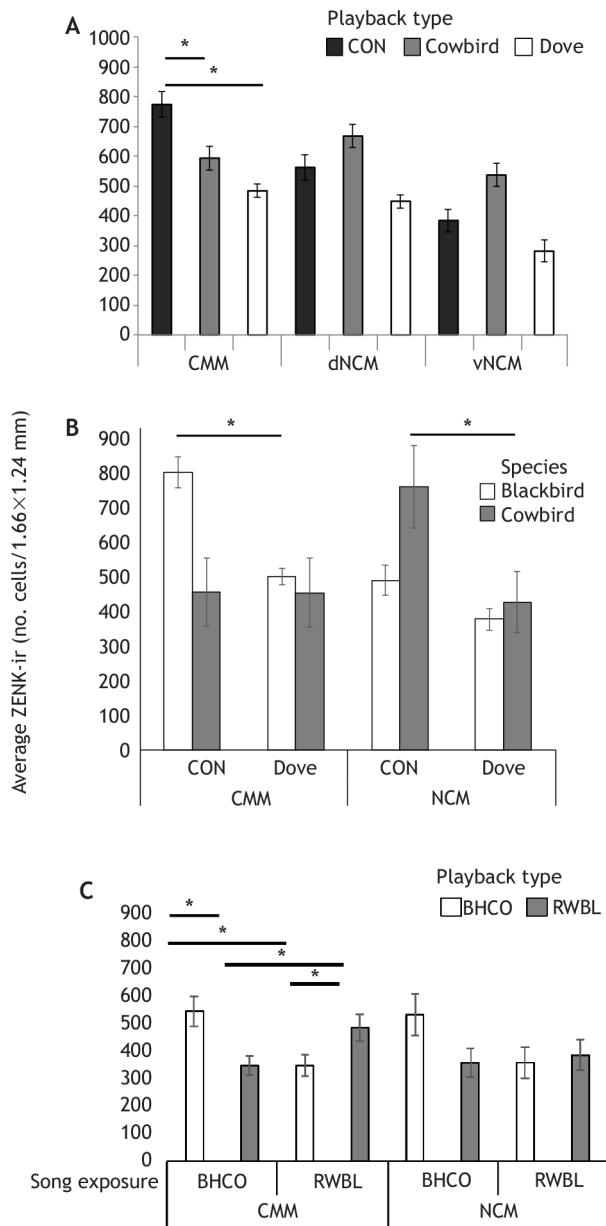 A
Playback type
CON Cowbird Dove
1000
900
800
700
600
500
400
300
200
100
0
*
*
CMM dNCM vNCM
Average ZENK-ir (no. cells/1.66×1.24 mm)
B
900
800
700
600
500
400
300
200
100
0
*
*
Species
Blackbird
Cowbird
CON Dove CON Dove
CMM NCM
C
Playback type
BHCO RWBL
900
800
700
600
500
400
300
200
100
0
*
*
*
*
Song exposure BHCO RWBL BHCO RWBL
CMM NCM